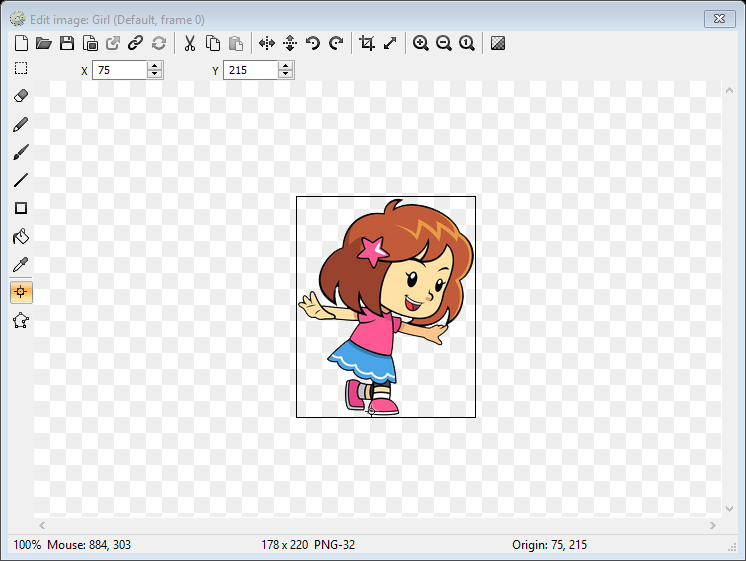 Edit image: Girl (Default, frame 0)
X 75 Y 215
100% Mouse: 884, 303 178 x 220 PNG-32 Origin: 75, 215